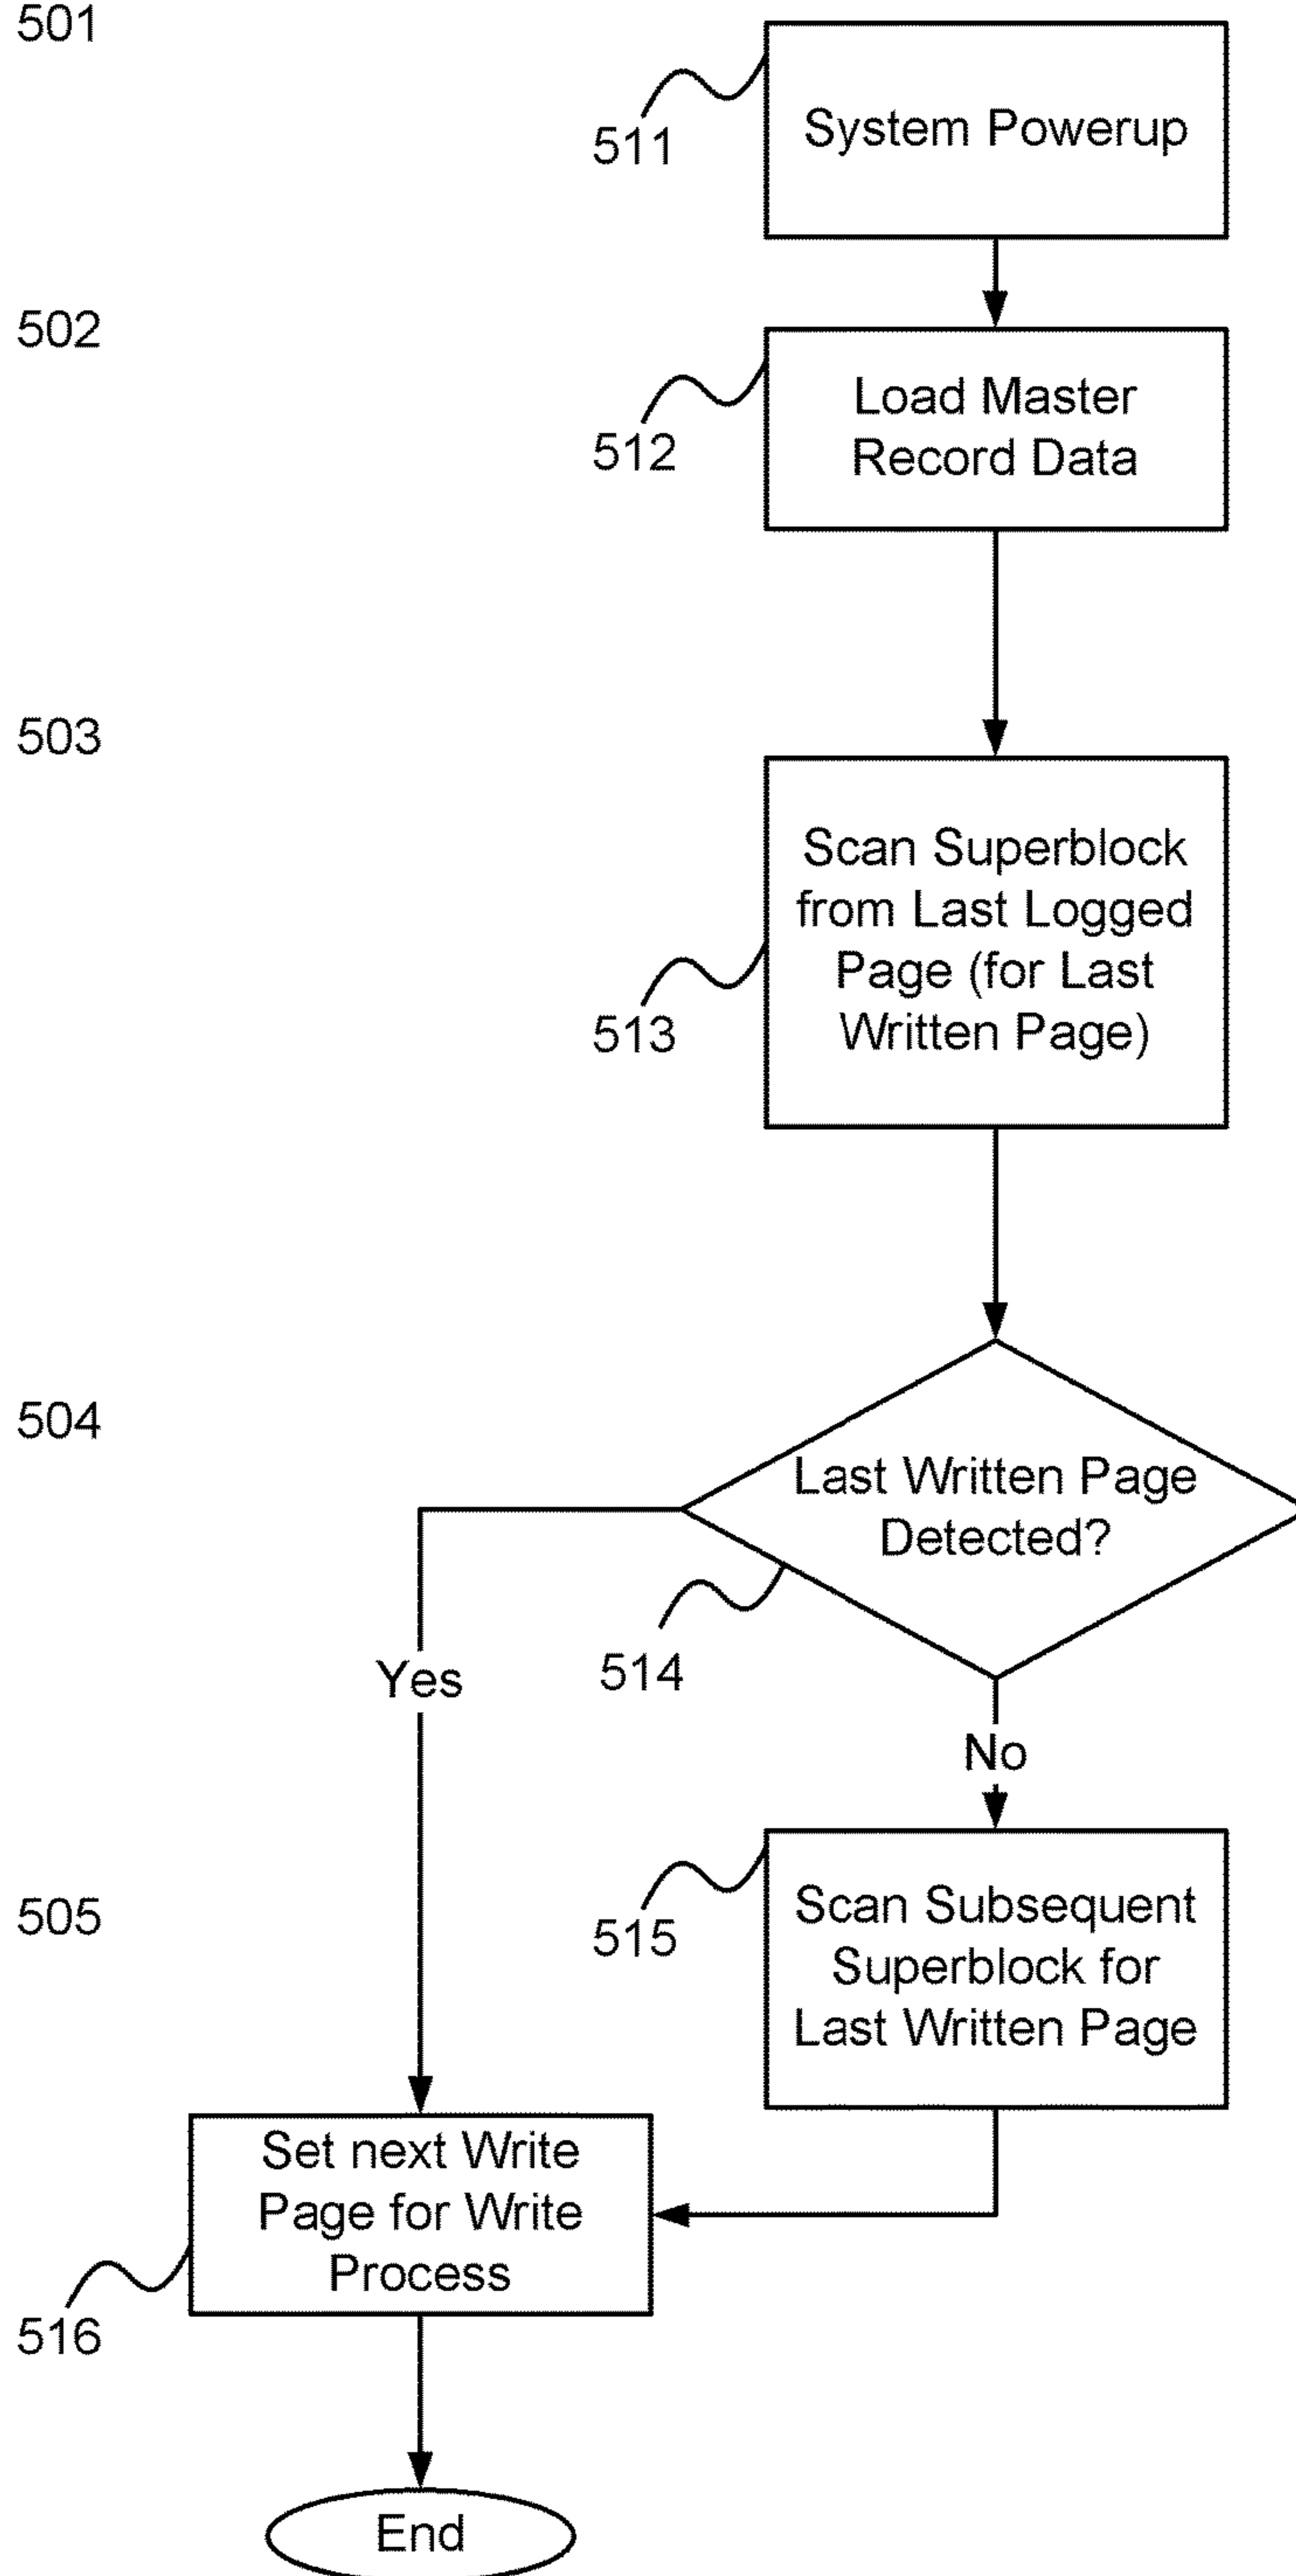 501
System Powerup
511
502
Load Master
Record Data
512
503
Scan Superblock
from Last Logged
Page (for Last
Written Page)
513
504
Last Written Page
Detected?
514
Yes
No
505
515
Scan Subsequent
Superblock for
Last Written Page
Set next Write
Page for Write
Process
516
End